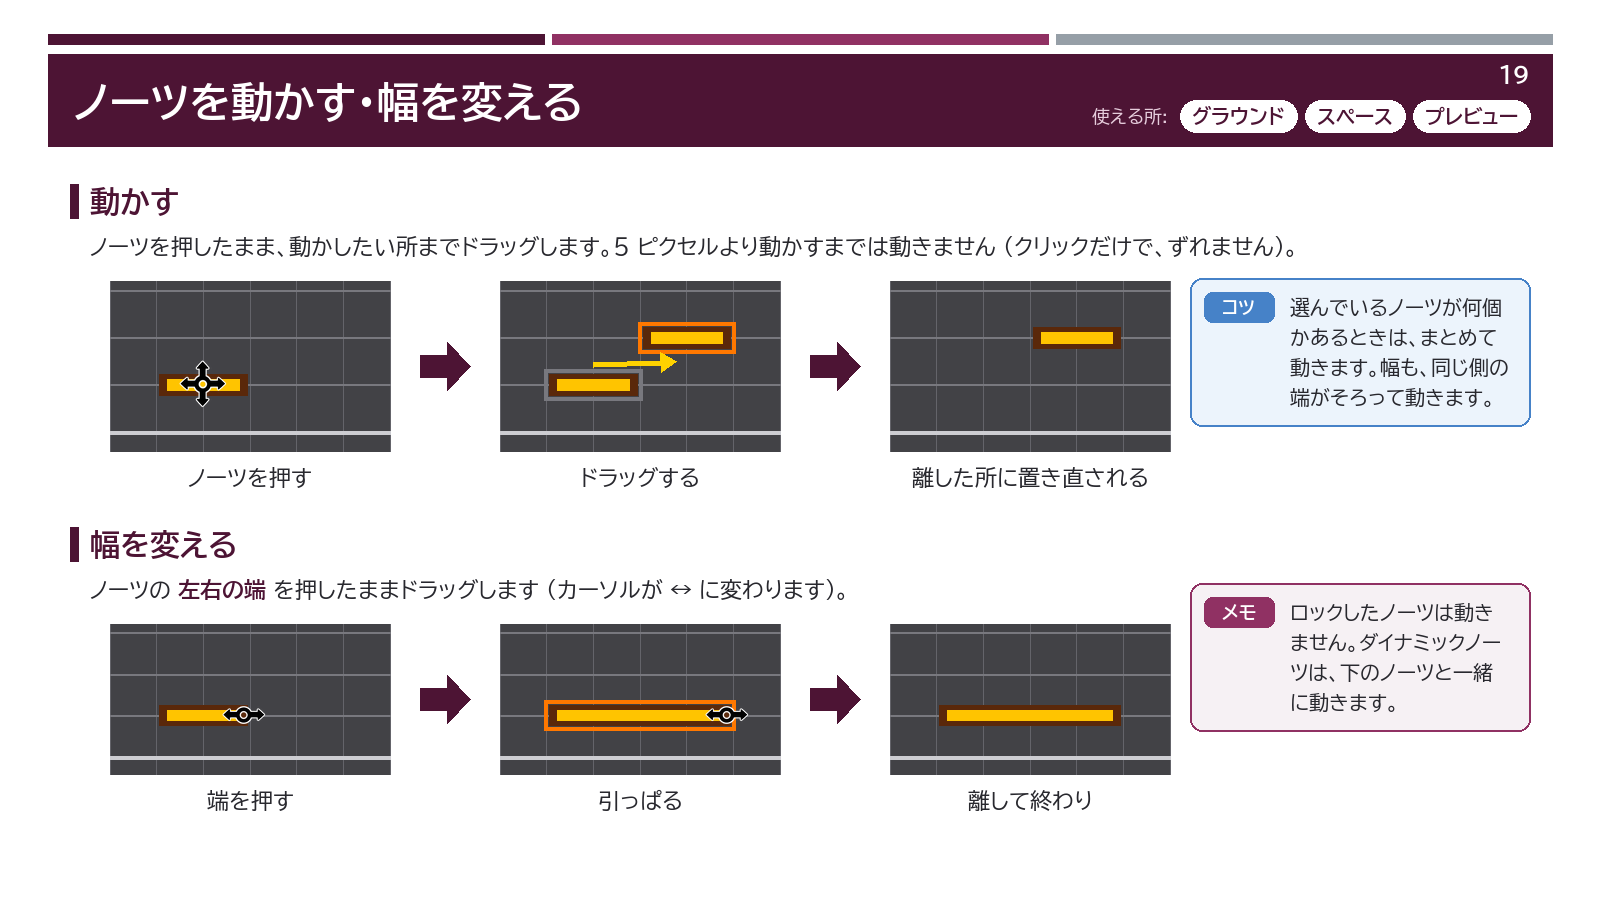 19
ノーツを動かす・幅を変える
使える所: グラウンド スペース プレビュー
動かす
ノーツを押したまま、動かしたい所までドラッグします。5 ピクセルより動かすまでは動きません（クリックだけで、ずれません）。
コツ
選んでいるノーツが何個
かあるときは、まとめて
動きます。幅も、同じ側の
端がそろって動きます。
ノーツを押す
ドラッグする
離した所に置き直される
幅を変える
ノーツの 左右の端 を押したままドラッグします（カーソルが ↔ に変わります）。
メモ
ロックしたノーツは動き
ません。ダイナミックノー
ツは、下のノーツと一緒
に動きます。
端を押す
引っぱる
離して終わり